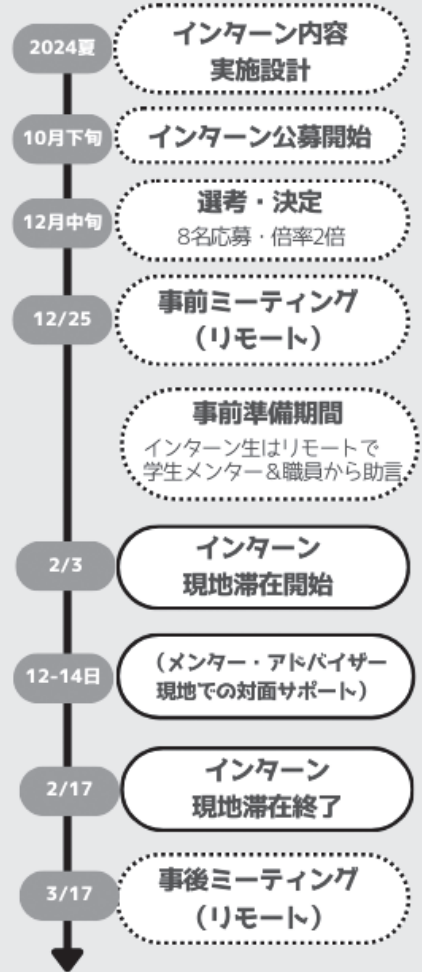 2024夏
インターン内容
実施設計
10月下旬
インターン公募開始
12月中旬
選考・決定
8名応募・倍率2倍
12/25
事前ミーティング
（リモート）
事前準備期間
インターン生はリモートで
学生メンター＆職員から助言
2/3
インターン
現地滞在開始
12-14日
（メンター・アドバイザー
現地での対面サポート）
2/17
インターン
現地滞在終了
3/17
事後ミーティング
（リモート）